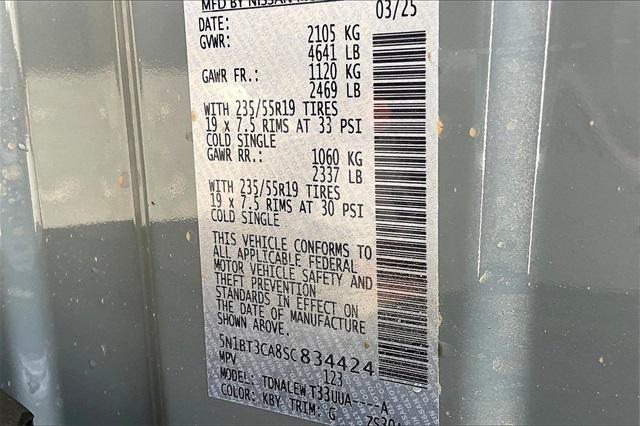 MFD BY NISSAN
DATE: 03/25
GVWR: 2105 KG
4641 LB
GAWR FR.: 1120 KG
2469 LB
WITH 235/55R19 TIRES
19 x 7.5 RIMS AT 33 PSI
COLD SINGLE
GAWR RR.: 1060 KG
2337 LB
WITH 235/55R19 TIRES
19 x 7.5 RIMS AT 30 PSI
COLD SINGLE
THIS VEHICLE CONFORMS TO
ALL APPLICABLE FEDERAL
MOTOR VEHICLE SAFETY AND
THEFT PREVENTION
STANDARDS IN EFFECT ON
THE DATE OF MANUFACTURE
SHOWN ABOVE.
5N1BT3CA8SC834424
MPV 123
MODEL: TDNALEWT33UUA----A
COLOR: KBY TRIM: G